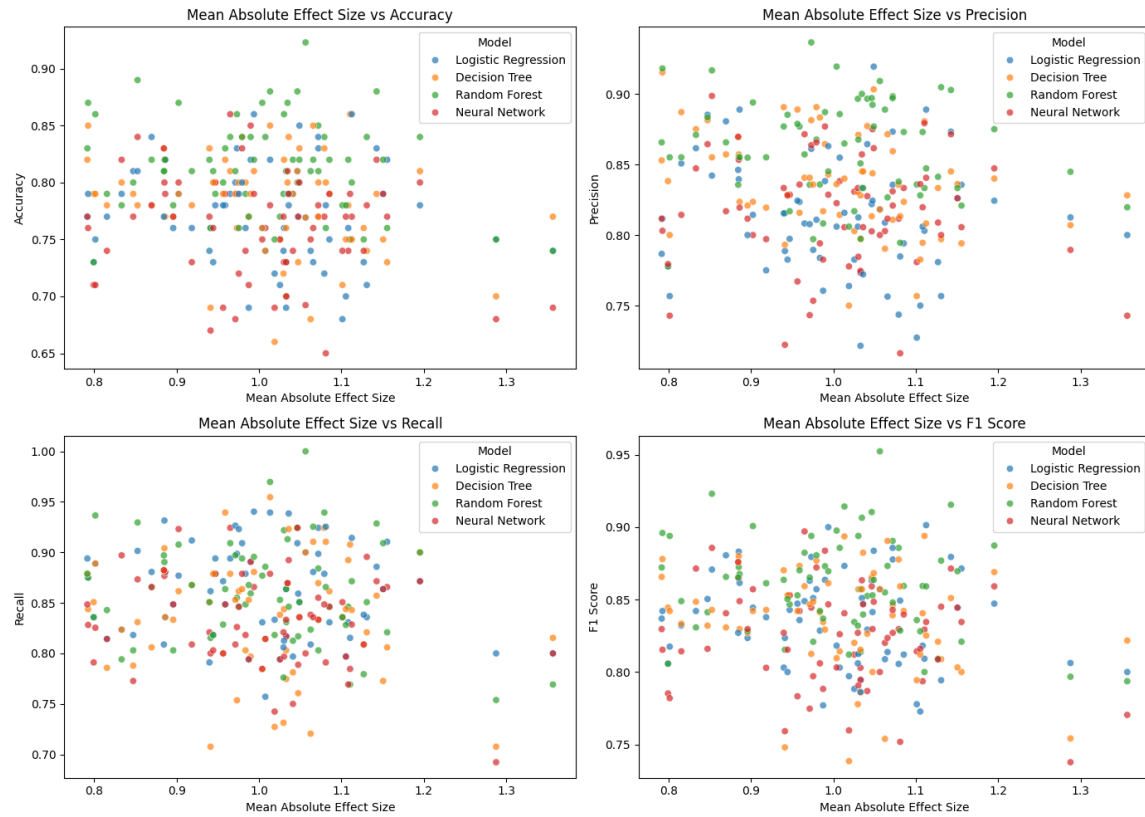 Mean Absolute Effect Size vs Accuracy
Accuracy
0.90
0.85
0.80
0.75
0.70
0.65
Model
Logistic Regression
Decision Tree
Random Forest
Neural Network
0.8 0.9 1.0 1.1 1.2 1.3
Mean Absolute Effect Size
Mean Absolute Effect Size vs Precision
Precision
0.90
0.85
0.80
0.75
Model
Logistic Regression
Decision Tree
Random Forest
Neural Network
0.8 0.9 1.0 1.1 1.2 1.3
Mean Absolute Effect Size
Mean Absolute Effect Size vs Recall
Recall
1.00
0.95
0.90
0.85
0.80
0.75
0.70
Model
Logistic Regression
Decision Tree
Random Forest
Neural Network
0.8 0.9 1.0 1.1 1.2 1.3
Mean Absolute Effect Size
Mean Absolute Effect Size vs F1 Score
F1 Score
0.95
0.90
0.85
0.80
0.75
Model
Logistic Regression
Decision Tree
Random Forest
Neural Network
0.8 0.9 1.0 1.1 1.2 1.3
Mean Absolute Effect Size